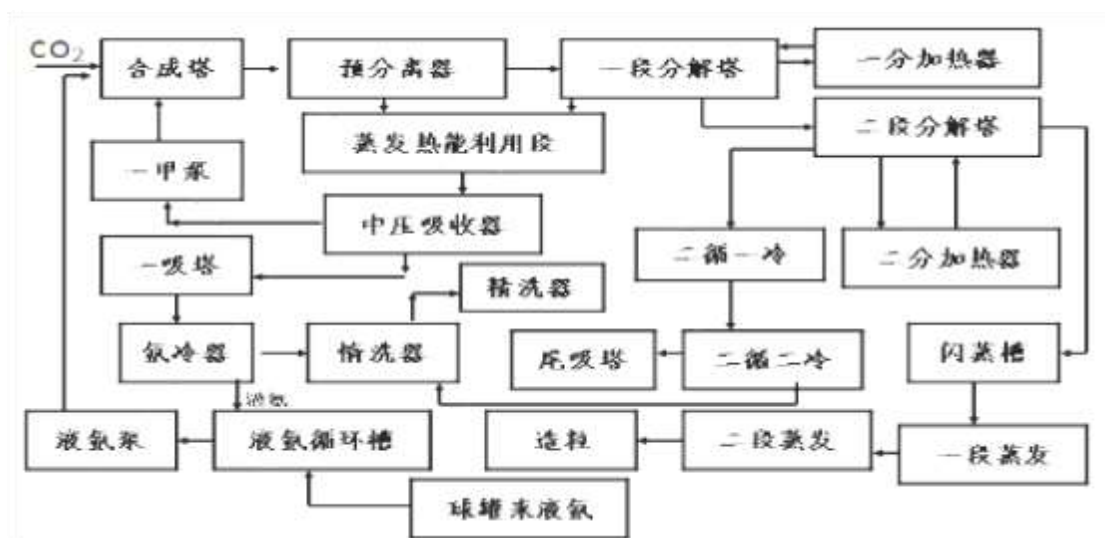 CO₂
合成塔
预分离器
一段分解塔
一分加热器
蒸发热能利用段
二段分解塔
一甲泵
中压吸收器
二循一冷
二分加热器
一吸塔
精洗器
氨冷器
惰洗器
尾吸塔
二循二冷
闪蒸槽
液氨
液氨泵
液氨循环槽
造粒
二段蒸发
一段蒸发
球罐来液氨